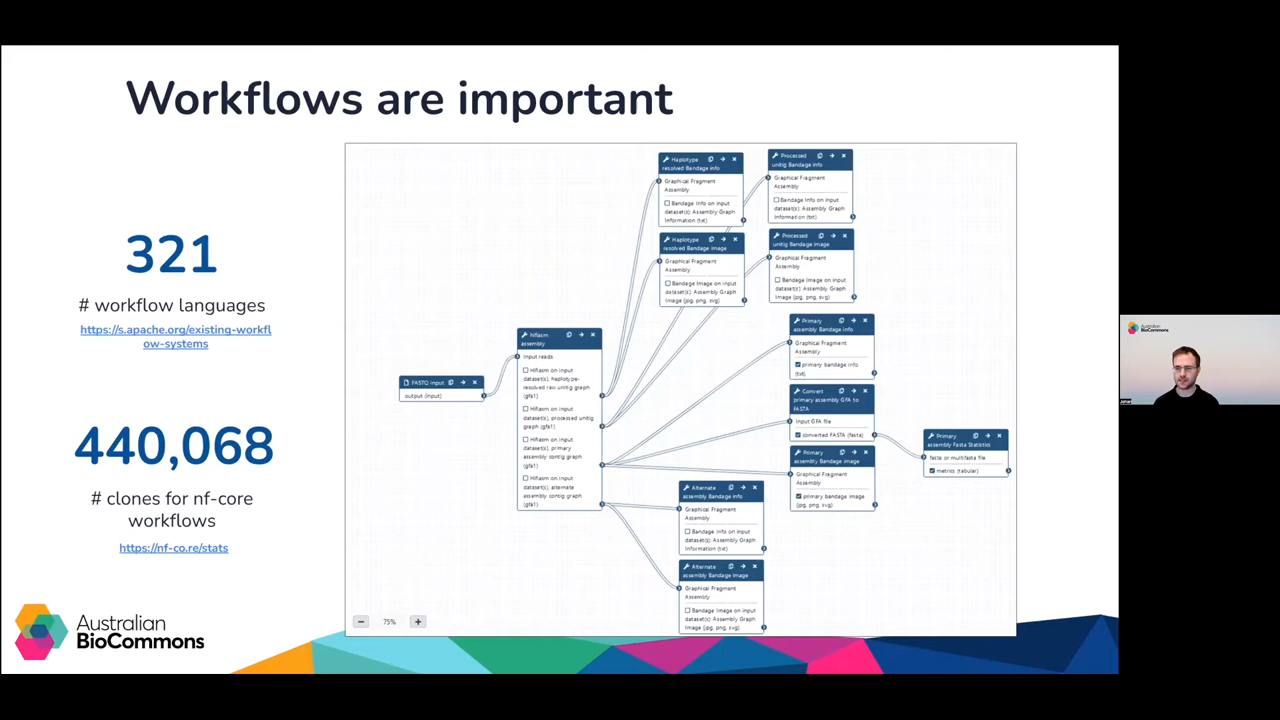 Workflows are important
321
# workflow languages
https://s.apache.org/existing-workfl
ow-systems
440,068
# clones for nf-core
workflows
https://nf-co.re/stats
Australian
BioCommons
FASTQ input
output (input)
Hifiasm
assembly
Input reads
Hifiasm on input
dataset(s), haplotype-
resolved raw unitig graph
(gfa1)
Hifiasm on input
dataset(s), processed unitig
graph (gfa1)
Hifiasm on input
dataset(s), primary
assembly contig graph
(gfa1)
Hifiasm on input
dataset(s), alternate
assembly contig graph
(gfa1)
Haplotype
resolved Bandage info
Graphical Fragment
Assembly
Bandage Info on input
dataset(s): Assembly Graph
Information (txt)
Haplotype
resolved Bandage image
Graphical Fragment
Assembly
Bandage Image on input
dataset(s): Assembly Graph
Image (jpg, png, svg)
Processed
unitig Bandage info
Graphical Fragment
Assembly
Bandage Info on input
dataset(s): Assembly Graph
Information (txt)
Processed
unitig Bandage image
Graphical Fragment
Assembly
Bandage Image on input
dataset(s): Assembly Graph
Image (jpg, png, svg)
Primary
assembly Bandage info
Graphical Fragment
Assembly
primary bandage info
(txt)
Convert
primary assembly GFA to
FASTA
Input GFA file
converted FASTA (fasta)
Primary
assembly Bandage image
Graphical Fragment
Assembly
primary bandage image
(jpg, png, svg)
Primary
assembly Fasta Statistics
fasta or multifasta file
metrics (tabular)
Alternate
assembly Bandage info
Graphical Fragment
Assembly
Bandage Info on input
dataset(s): Assembly Graph
Information (txt)
Alternate
assembly Bandage image
Graphical Fragment
Assembly
Bandage Image on input
dataset(s): Assembly Graph
Image (jpg, png, svg)
75%
Australian
BioCommons